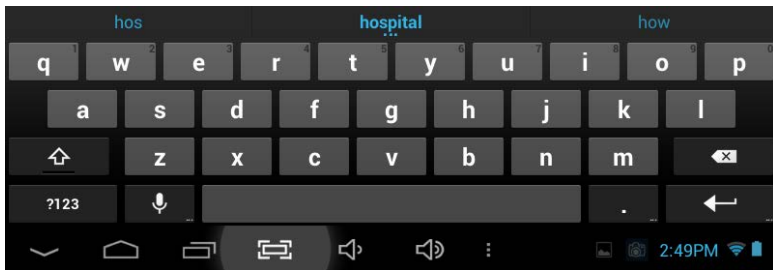 hos hospital how
1 2 3 4 5 6 7 8 9 0
q w e r t y u i o p
a s d f g h j k l
z x c v b n m
?123 .
2:49PM